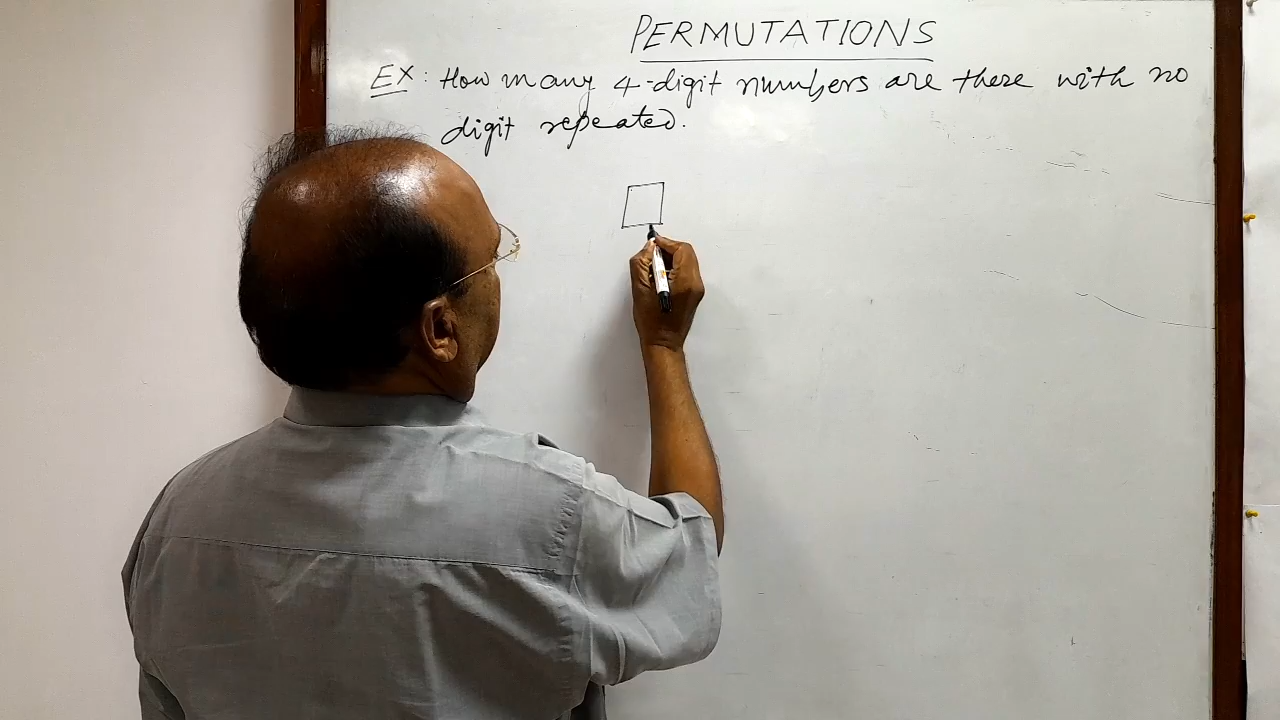 PERMUTATIONS
EX: How many 4-digit numbers are there with no
digit repeated.